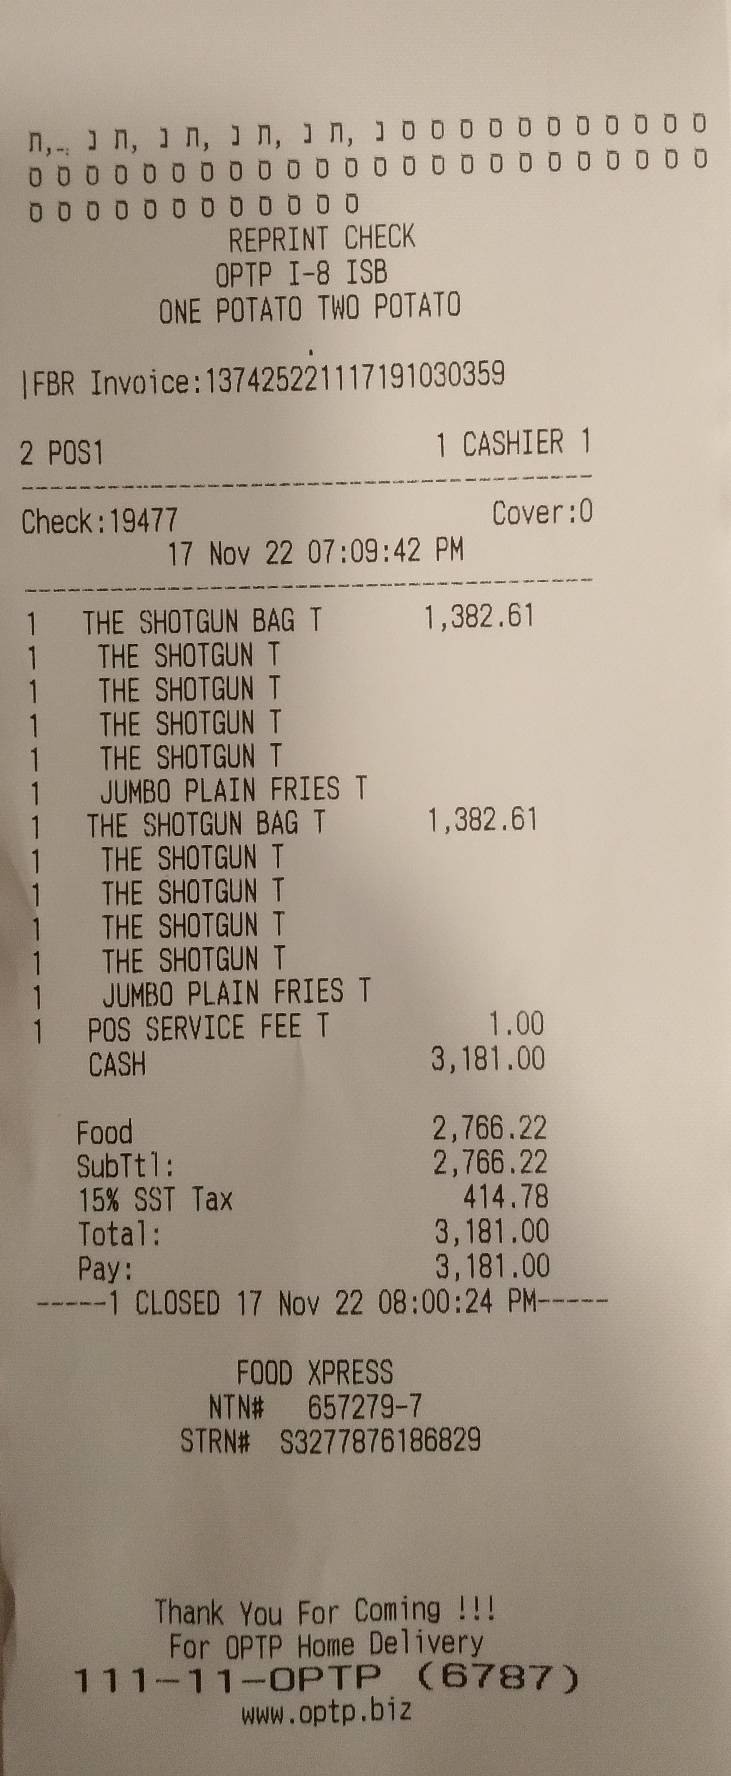 REPRINT CHECK
OPTP I-8 ISB
ONE POTATO TWO POTATO
|FBR Invoice:137425221117191030359
2 POS1 1 CASHIER 1
Check:19477 Cover:0
17 Nov 22 07:09:42 PM
1 THE SHOTGUN BAG T 1,382.61
1 THE SHOTGUN T
1 THE SHOTGUN T
1 THE SHOTGUN T
1 THE SHOTGUN T
1 JUMBO PLAIN FRIES T
1 THE SHOTGUN BAG T 1,382.61
1 THE SHOTGUN T
1 THE SHOTGUN T
1 THE SHOTGUN T
1 THE SHOTGUN T
1 JUMBO PLAIN FRIES T
1 POS SERVICE FEE T 1.00
CASH 3,181.00
Food 2,766.22
SubTtl: 2,766.22
15% SST Tax 414.78
Total: 3,181.00
Pay: 3,181.00
-----1 CLOSED 17 Nov 22 08:00:24 PM-----
FOOD XPRESS
NTN# 657279-7
STRN# S3277876186829
Thank You For Coming !!!
For OPTP Home Delivery
111-11-OPTP (6787)
www.optp.biz